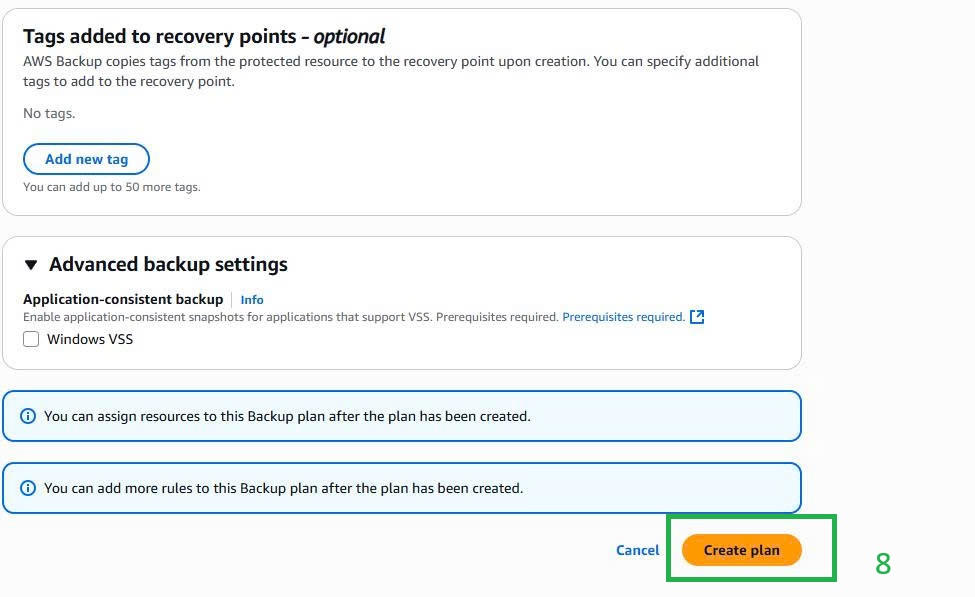 Tags added to recovery points - optional
AWS Backup copies tags from the protected resource to the recovery point upon creation. You can specify additional
tags to add to the recovery point.
No tags.
Add new tag
You can add up to 50 more tags.
Advanced backup settings
Application-consistent backup | Info
Enable application-consistent snapshots for applications that support VSS. Prerequisites required. Prerequisites required.
Windows VSS
You can assign resources to this Backup plan after the plan has been created.
You can add more rules to this Backup plan after the plan has been created.
Cancel Create plan 8